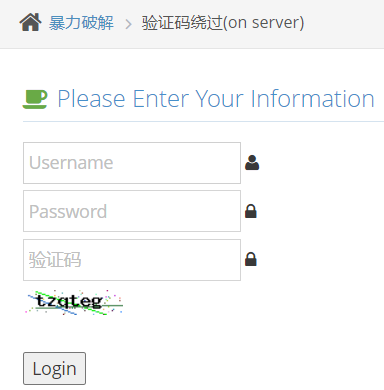 暴力破解 > 验证码绕过(on server)
Please Enter Your Information
Username
Password
验证码
tzqteg
Login